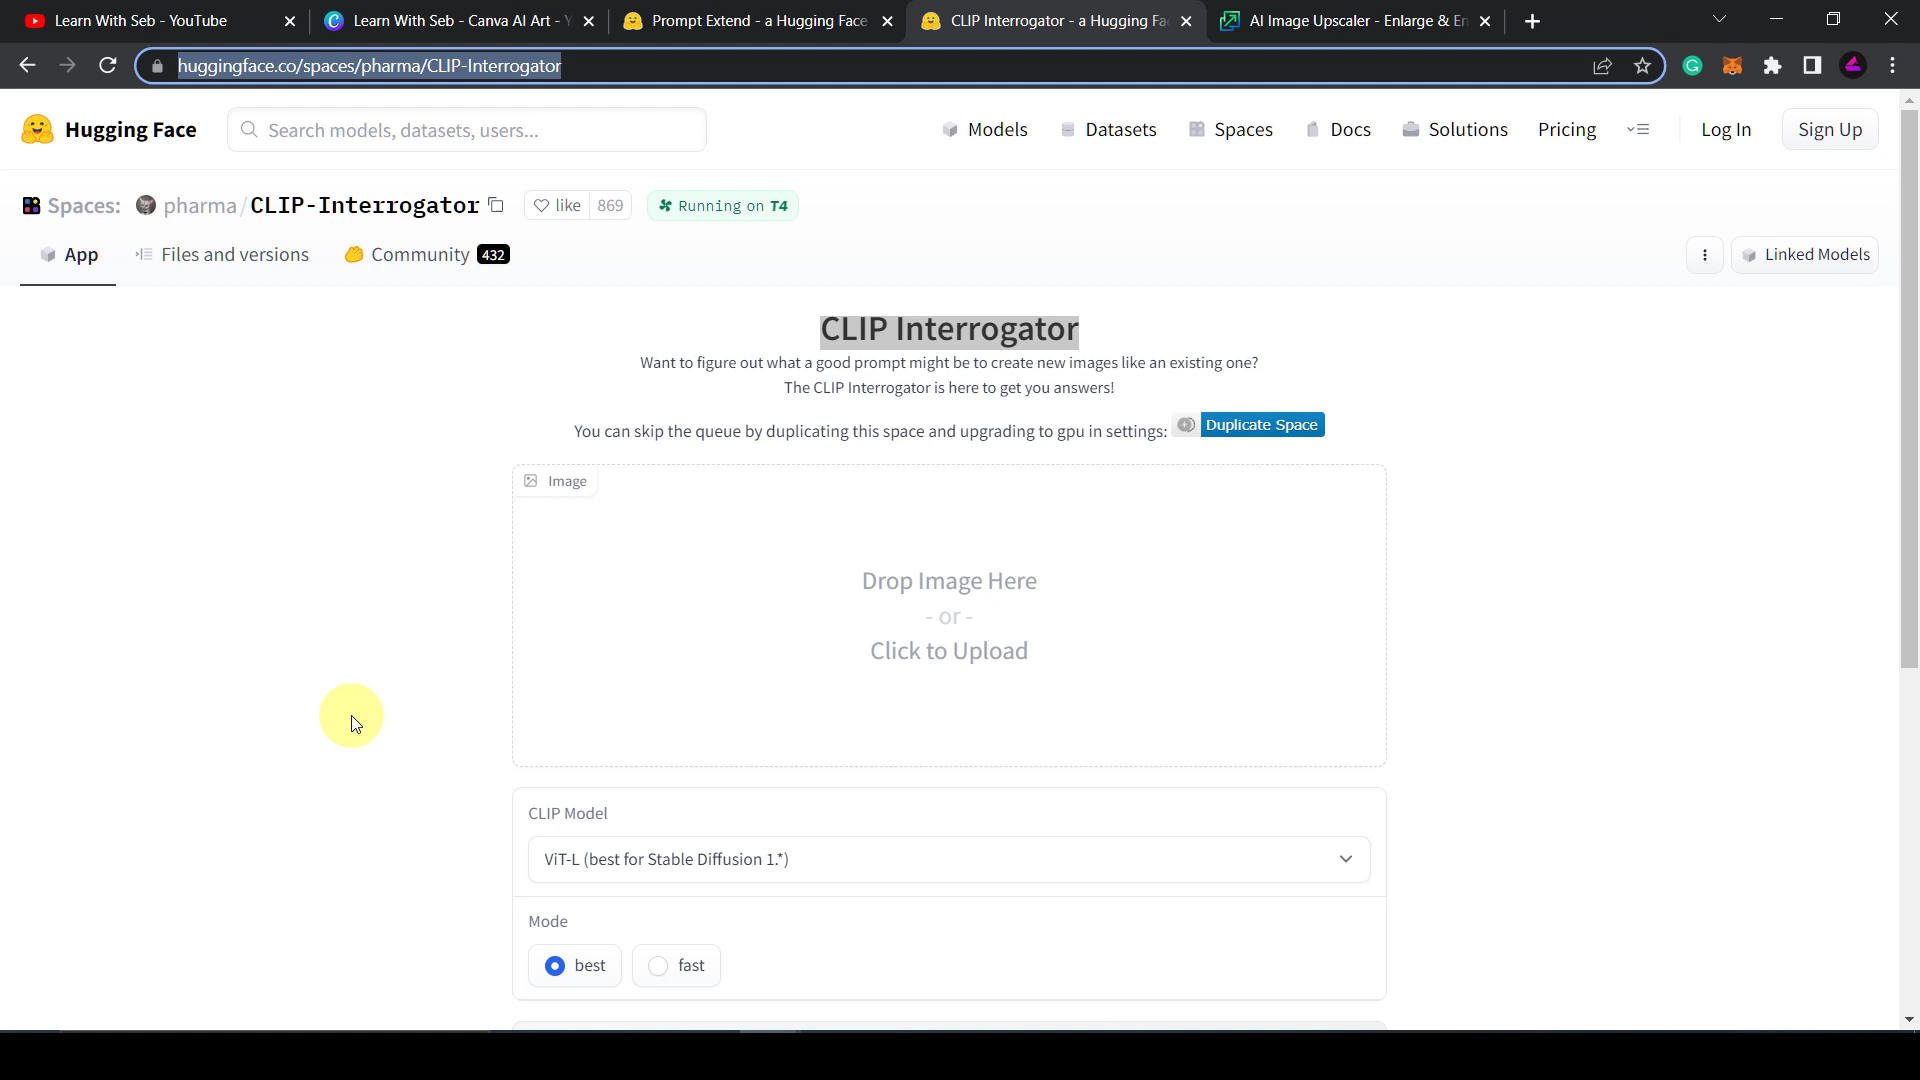 Learn With Seb - YouTube
Learn With Seb - Canva AI Art - Y
Prompt Extend - a Hugging Face
CLIP Interrogator - a Hugging Fa
AI Image Upscaler - Enlarge & En
huggingface.co/spaces/pharma/CLIP-Interrogator
Hugging Face
Search models, datasets, users...
Models
Datasets
Spaces
Docs
Solutions
Pricing
Log In
Sign Up
Spaces:
pharma/CLIP-Interrogator
like 869
Running on T4
App
Files and versions
Community 432
Linked Models
CLIP Interrogator
Want to figure out what a good prompt might be to create new images like an existing one?
The CLIP Interrogator is here to get you answers!
You can skip the queue by duplicating this space and upgrading to gpu in settings: Duplicate Space
Image
Drop Image Here
- or -
Click to Upload
CLIP Model
ViT-L (best for Stable Diffusion 1.*)
Mode
best
fast